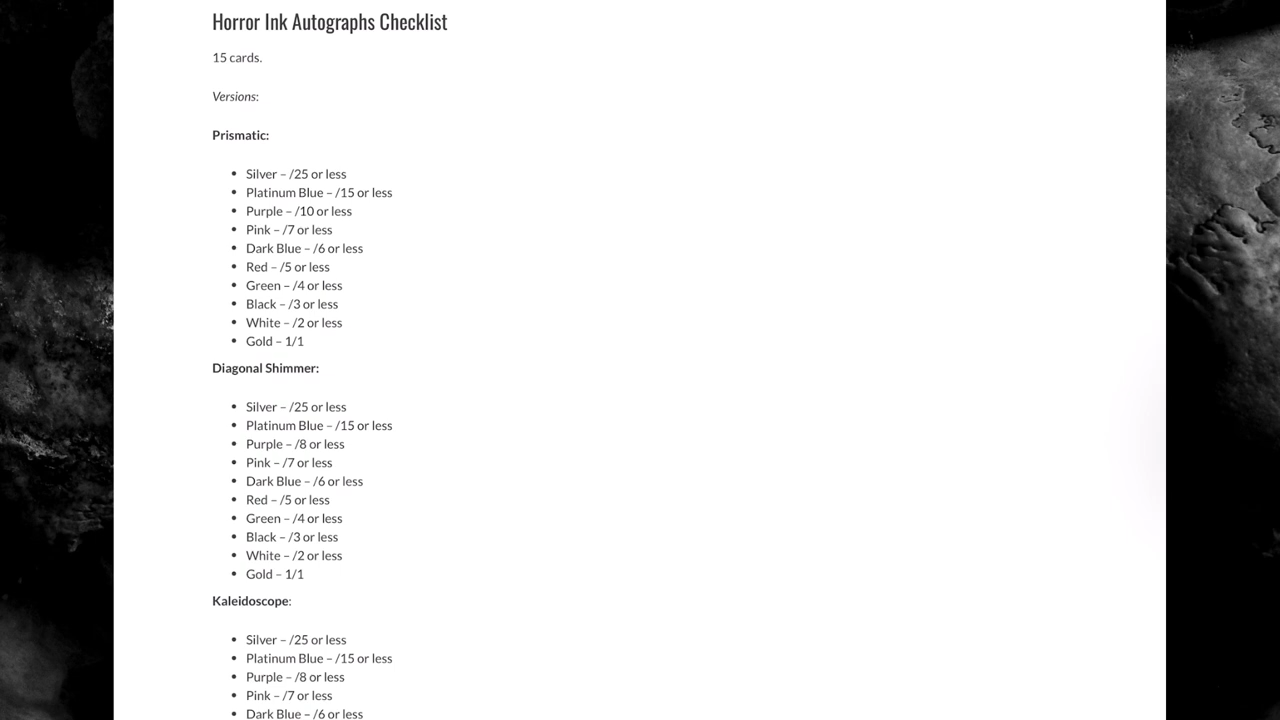 Horror Ink Autographs Checklist
15 cards.
Versions:
Prismatic:
• Silver – /25 or less
• Platinum Blue – /15 or less
• Purple – /10 or less
• Pink – /7 or less
• Dark Blue – /6 or less
• Red – /5 or less
• Green – /4 or less
• Black – /3 or less
• White – /2 or less
• Gold – 1/1
Diagonal Shimmer:
• Silver – /25 or less
• Platinum Blue – /15 or less
• Purple – /8 or less
• Pink – /7 or less
• Dark Blue – /6 or less
• Red – /5 or less
• Green – /4 or less
• Black – /3 or less
• White – /2 or less
• Gold – 1/1
Kaleidoscope:
• Silver – /25 or less
• Platinum Blue – /15 or less
• Purple – /8 or less
• Pink – /7 or less
• Dark Blue – /6 or less